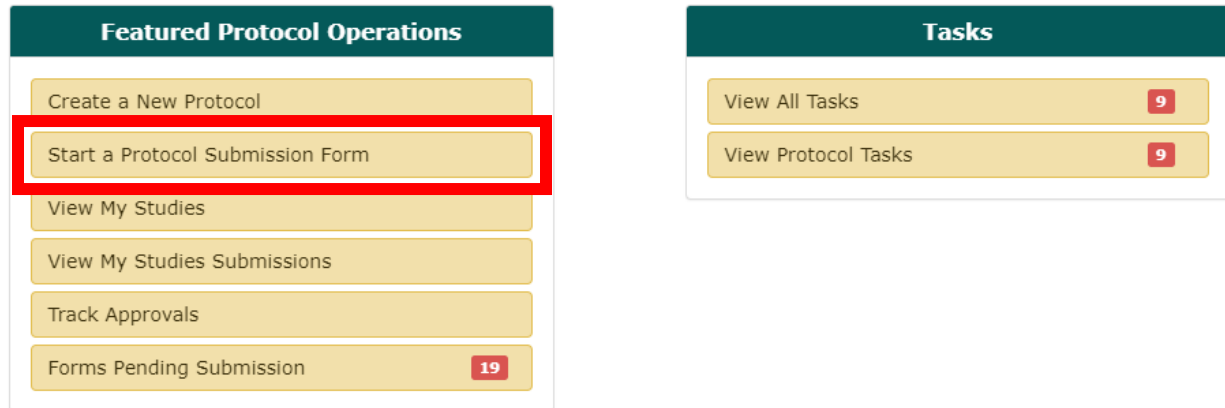 Featured Protocol Operations
Create a New Protocol
Start a Protocol Submission Form
View My Studies
View My Studies Submissions
Track Approvals
Forms Pending Submission 19
Tasks
View All Tasks 9
View Protocol Tasks 9